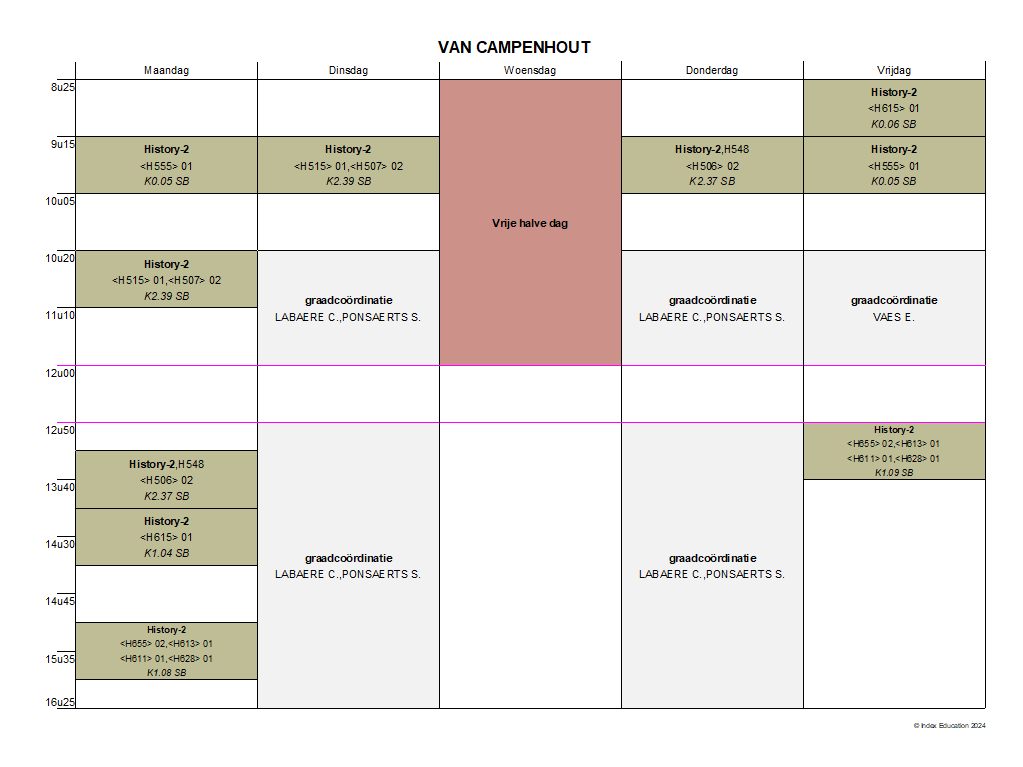 VAN CAMPENHOUT
Maandag Dinsdag Woensdag Donderdag Vrijdag
8u25
History-2
<H615> 01
K0.06 SB
9u15
History-2
<H555> 01
K0.05 SB
History-2
<H515> 01,<H507> 02
K2.39 SB
History-2,H548
<H506> 02
K2.37 SB
History-2
<H555> 01
K0.05 SB
10u05
Vrije halve dag
10u20
History-2
<H515> 01,<H507> 02
K2.39 SB
graadcoördinatie
LABAERE C.,PONSAERTS S.
graadcoördinatie
LABAERE C.,PONSAERTS S.
graadcoördinatie
VAES E.
11u10
12u00
12u50
History-2
<H655> 02,<H613> 01
<H611> 01,<H628> 01
K1.09 SB
History-2,H548
<H506> 02
K2.37 SB
13u40
History-2
<H615> 01
K1.04 SB
14u30
graadcoördinatie
LABAERE C.,PONSAERTS S.
graadcoördinatie
LABAERE C.,PONSAERTS S.
14u45
History-2
<H655> 02,<H613> 01
<H611> 01,<H628> 01
K1.08 SB
15u35
16u25
© Index Education 2024